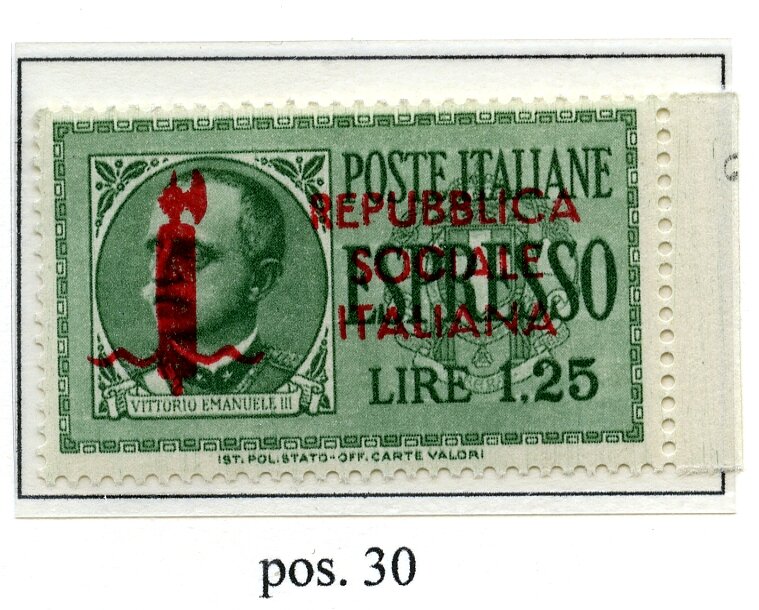 POSTE ITALIANE
REPUBBLICA
SOCIALE
ESPRESSO
ITALIANA
LIRE 1.25
VITTORIO EMANUELE III
IST. POL. STATO - OFF. CARTE VALORI
pos. 30